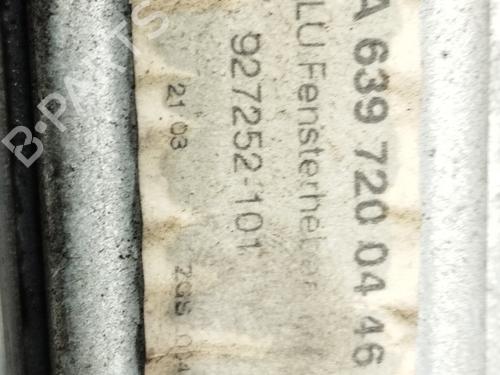 A 639 720 04 46
LU Fensterheber
927252-101
21 03
B-PARTS